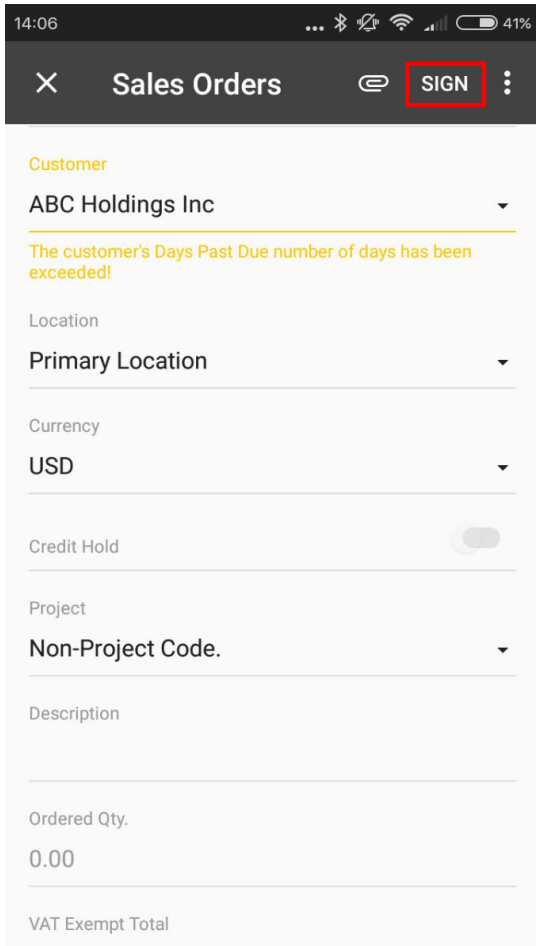 14:06
41%
Sales Orders
SIGN
Customer
ABC Holdings Inc
The customer's Days Past Due number of days has been
exceeded!
Location
Primary Location
Currency
USD
Credit Hold
Project
Non-Project Code.
Description
Ordered Qty.
0.00
VAT Exempt Total